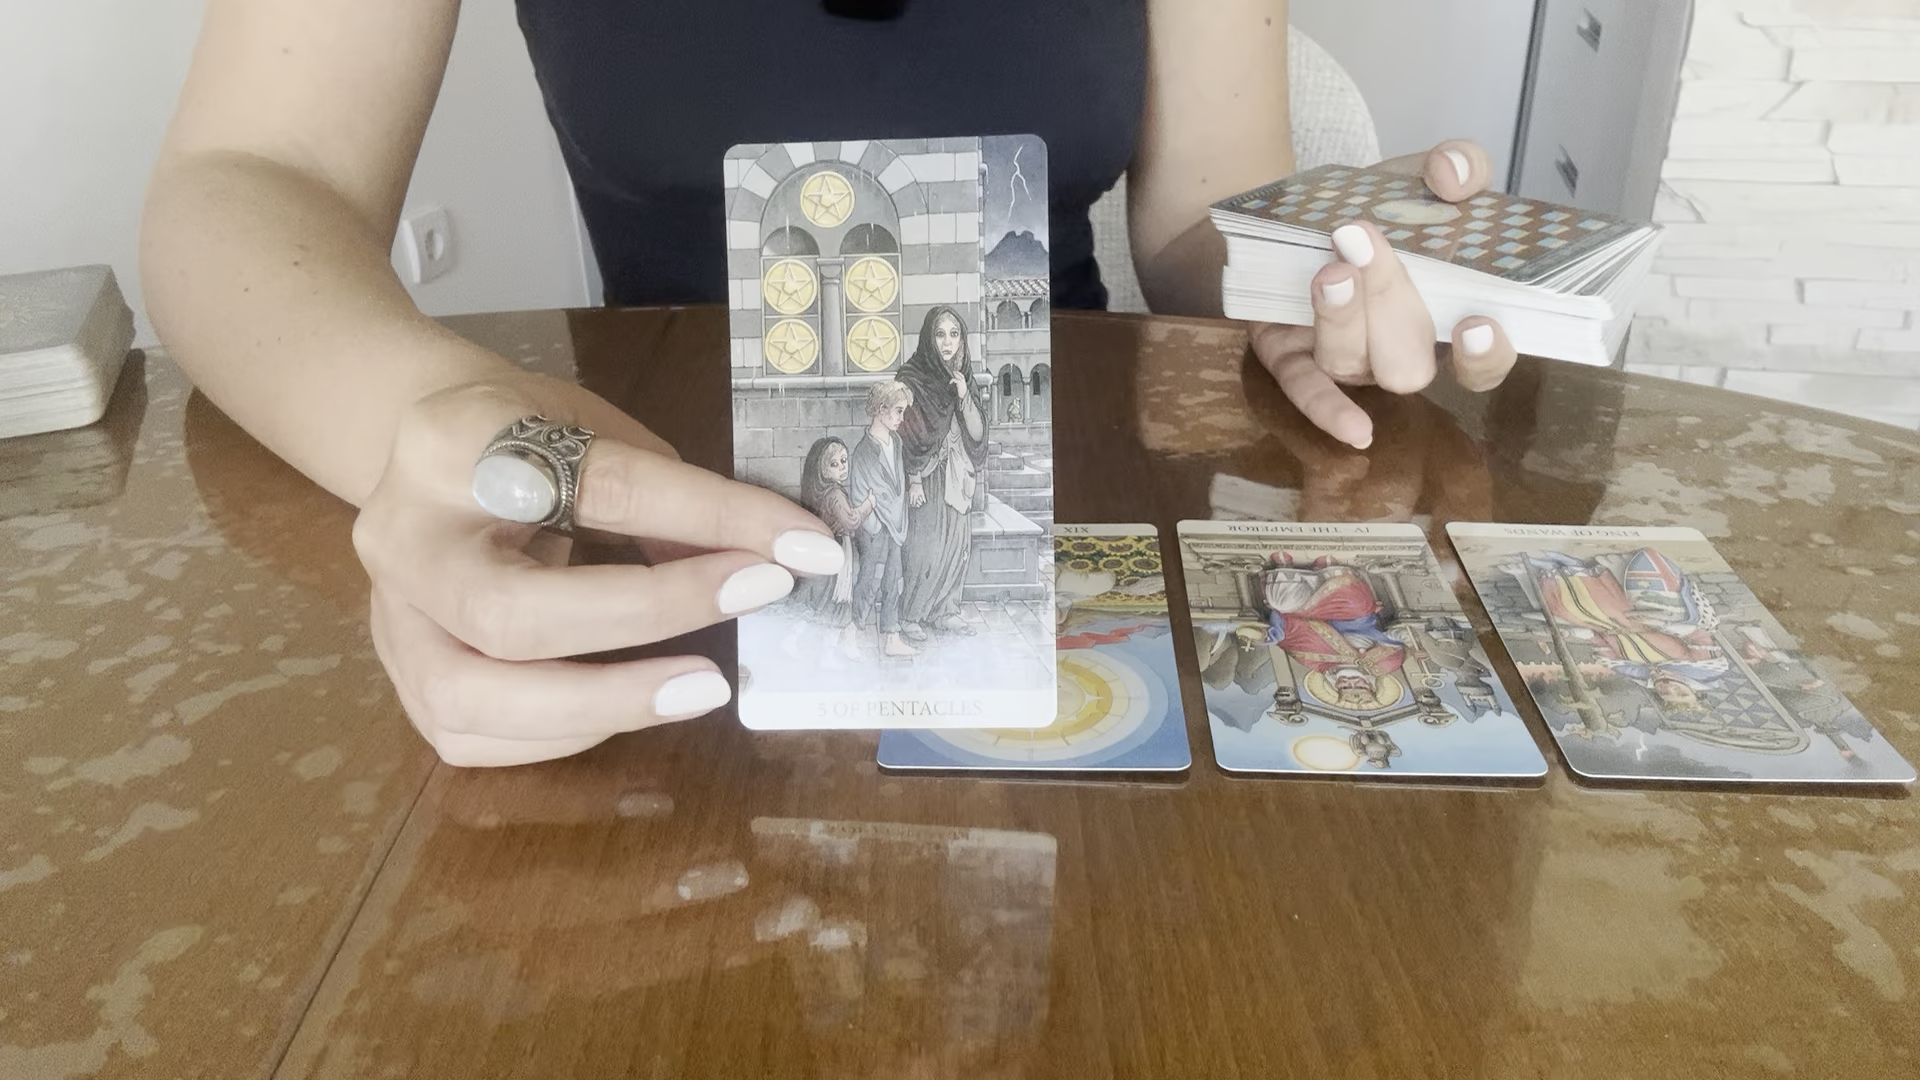 5 OF PENTACLES
XIX
IV THE EMPEROR
KING OF WANDS